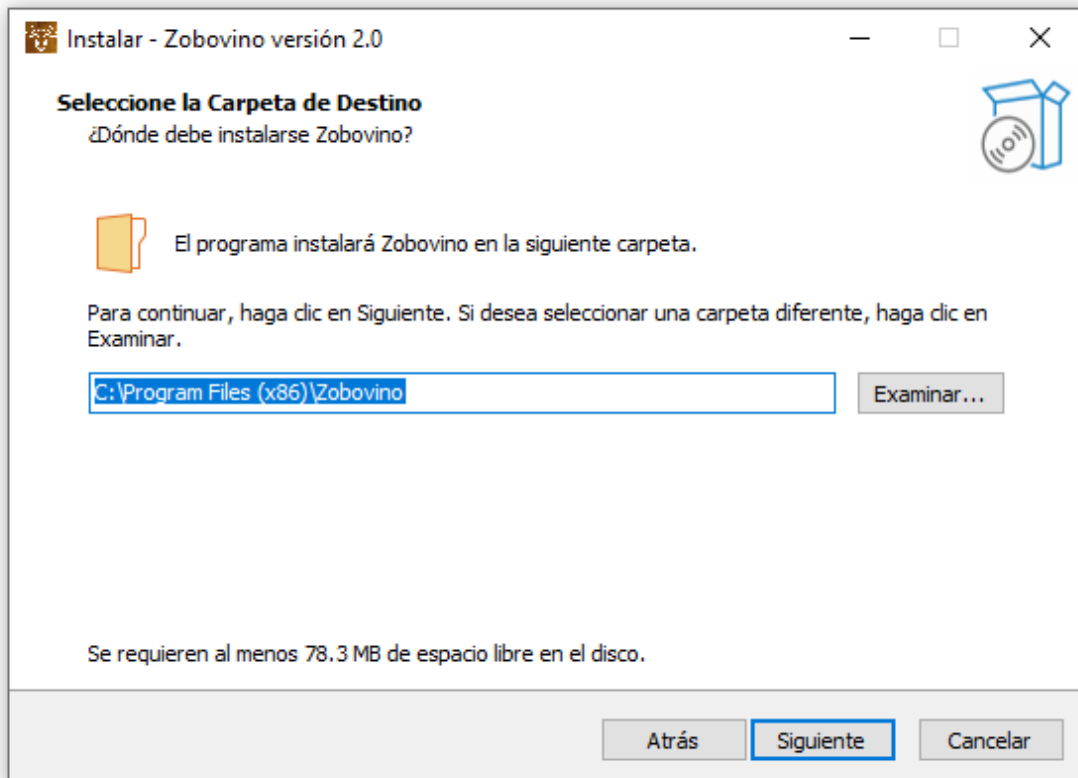 Instalar - Zobovino versión 2.0
Seleccione la Carpeta de Destino
¿Dónde debe instalarse Zobovino?
El programa instalará Zobovino en la siguiente carpeta.
Para continuar, haga clic en Siguiente. Si desea seleccionar una carpeta diferente, haga clic en
Examinar.
C:\Program Files (x86)\Zobovino
Examinar...
Se requieren al menos 78.3 MB de espacio libre en el disco.
Atrás
Siguiente
Cancelar